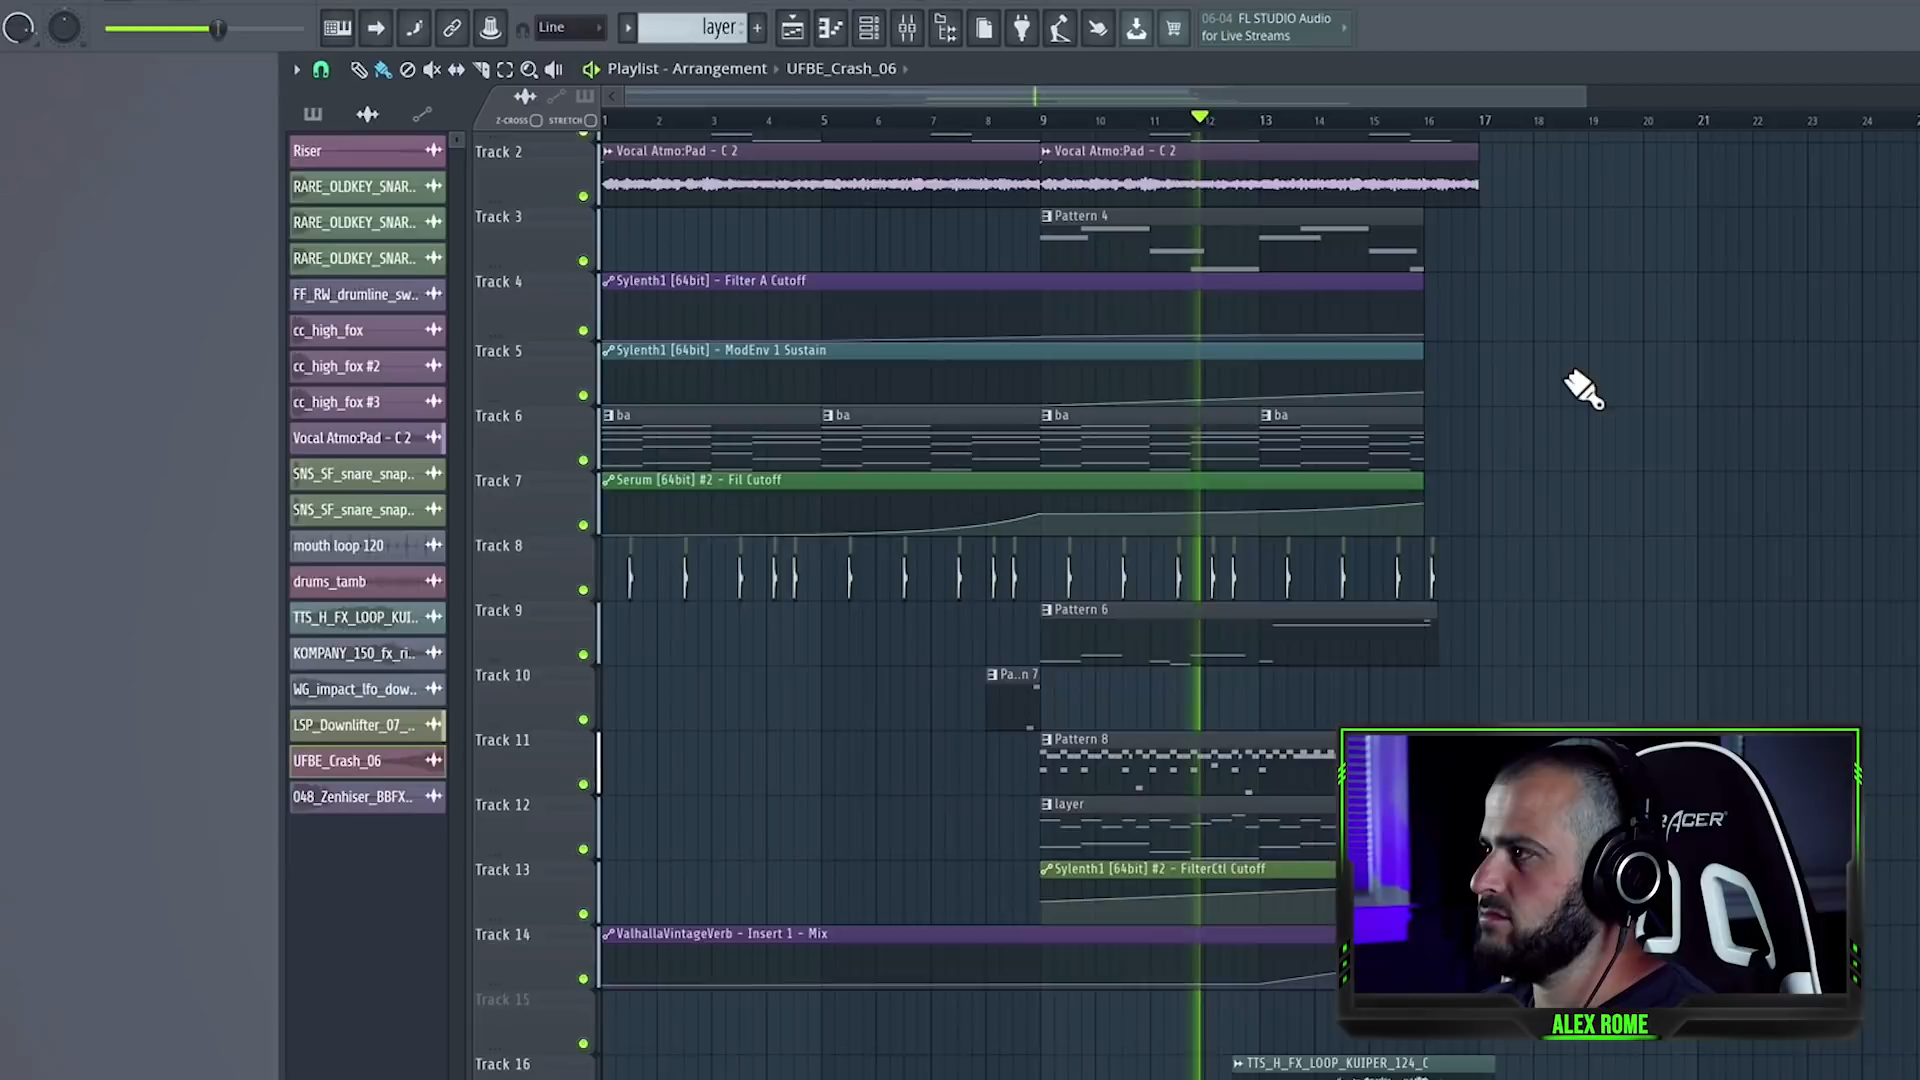 Line
layer
06-04 FL STUDIO Audio
for Live Streams
Playlist - Arrangement › UFBE_Crash_06 ›
Z-CROSS STRETCH
1 2 3 4 5 6 7 8 9 10 11 12 13 14 15 16 17 18 19 20 21 22 23 24
Riser
RARE_OLDKEY_SNAR..
RARE_OLDKEY_SNAR..
RARE_OLDKEY_SNAR..
FF_RW_drumline_sw..
cc_high_fox
cc_high_fox #2
cc_high_fox #3
Vocal Atmo:Pad - C 2
SNS_SF_snare_snap..
SNS_SF_snare_snap..
mouth loop 120
drums_tamb
TTS_H_FX_LOOP_KUI..
KOMPANY_150_fx_ri..
WG_impact_lfo_dow..
LSP_Downlifter_07_..
UFBE_Crash_06
048_Zenhiser_BBFX..
Track 2
Vocal Atmo:Pad - C 2
Vocal Atmo:Pad - C 2
Track 3
Pattern 4
Track 4
Sylenth1 [64bit] - Filter A Cutoff
Track 5
Sylenth1 [64bit] - ModEnv 1 Sustain
Track 6
ba
ba
ba
ba
Track 7
Serum [64bit] #2 - Fil Cutoff
Track 8
Track 9
Pattern 6
Track 10
Pa..n 7
Track 11
Pattern 8
Track 12
layer
Track 13
Sylenth1 [64bit] #2 - FilterCtl Cutoff
Track 14
ValhallaVintageVerb - Insert 1 - Mix
Track 15
Track 16
TTS_H_FX_LOOP_KUIPER_124_C
ACER
ALEX ROME